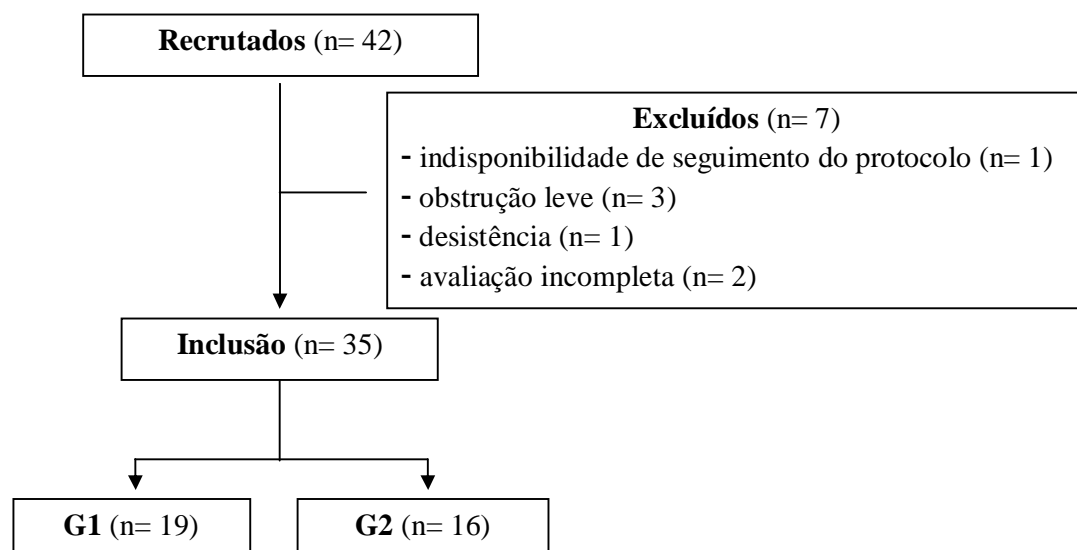 Recrutados (n= 42)
Excluídos (n= 7)
- indisponibilidade de seguimento do protocolo (n= 1)
- obstrução leve (n= 3)
- desistência (n= 1)
- avaliação incompleta (n= 2)
Inclusão (n= 35)
G1 (n= 19)
G2 (n= 16)